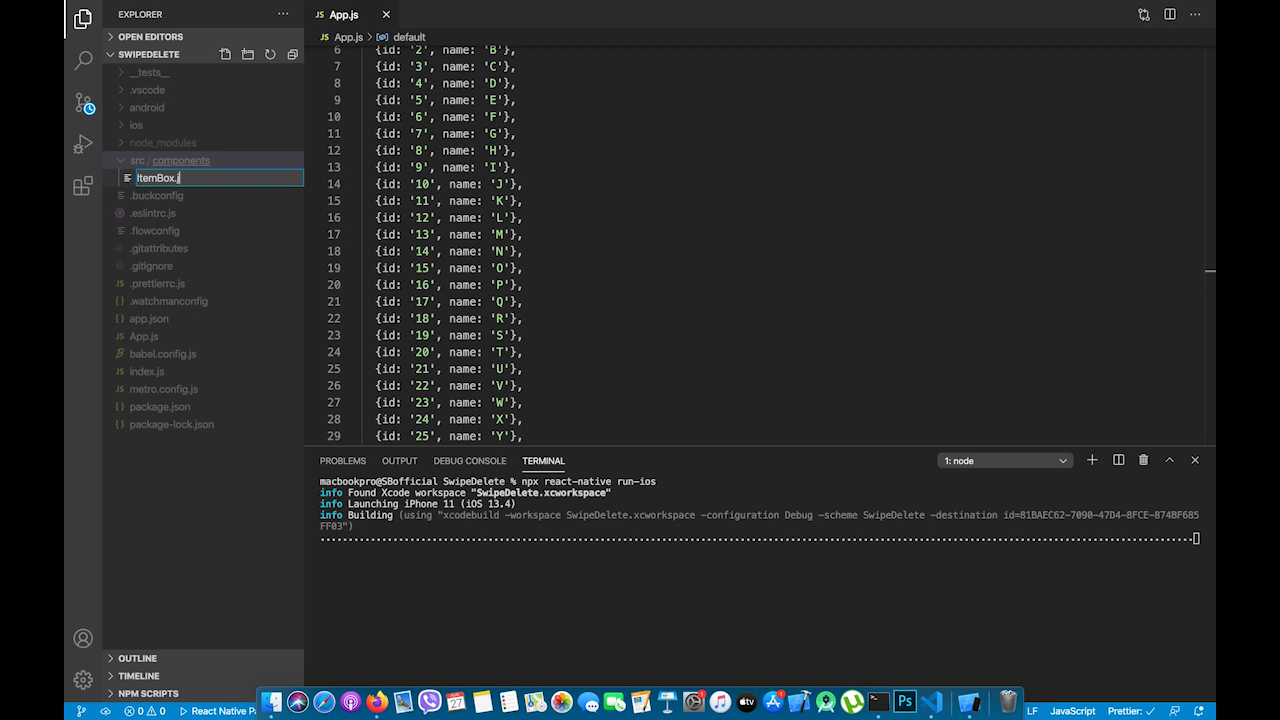 EXPLORER
OPEN EDITORS
SWIPEDELETE
__tests__
.vscode
android
ios
node_modules
src / components
ItemBox.j
.buckconfig
.eslintrc.js
.flowconfig
.gitattributes
.gitignore
.prettierrc.js
.watchmanconfig
app.json
App.js
babel.config.js
index.js
metro.config.js
package.json
package-lock.json
OUTLINE
TIMELINE
NPM SCRIPTS
JS App.js
JS App.js > default
6 {id: '2', name: 'B'},
7 {id: '3', name: 'C'},
8 {id: '4', name: 'D'},
9 {id: '5', name: 'E'},
10 {id: '6', name: 'F'},
11 {id: '7', name: 'G'},
12 {id: '8', name: 'H'},
13 {id: '9', name: 'I'},
14 {id: '10', name: 'J'},
15 {id: '11', name: 'K'},
16 {id: '12', name: 'L'},
17 {id: '13', name: 'M'},
18 {id: '14', name: 'N'},
19 {id: '15', name: 'O'},
20 {id: '16', name: 'P'},
21 {id: '17', name: 'Q'},
22 {id: '18', name: 'R'},
23 {id: '19', name: 'S'},
24 {id: '20', name: 'T'},
25 {id: '21', name: 'U'},
26 {id: '22', name: 'V'},
27 {id: '23', name: 'W'},
28 {id: '24', name: 'X'},
29 {id: '25', name: 'Y'},
PROBLEMS OUTPUT DEBUG CONSOLE TERMINAL 1: node
macbookpro@SBofficial SwipeDelete % npx react-native run-ios
info Found Xcode workspace "SwipeDelete.xcworkspace"
info Launching iPhone 11 (iOS 13.4)
info Building (using "xcodebuild -workspace SwipeDelete.xcworkspace -configuration Debug -scheme SwipeDelete -destination id=81BAEC62-7090-47D4-8FCE-874BF685
FF03")
0 0 React Native Pa LF JavaScript Prettier: ✓